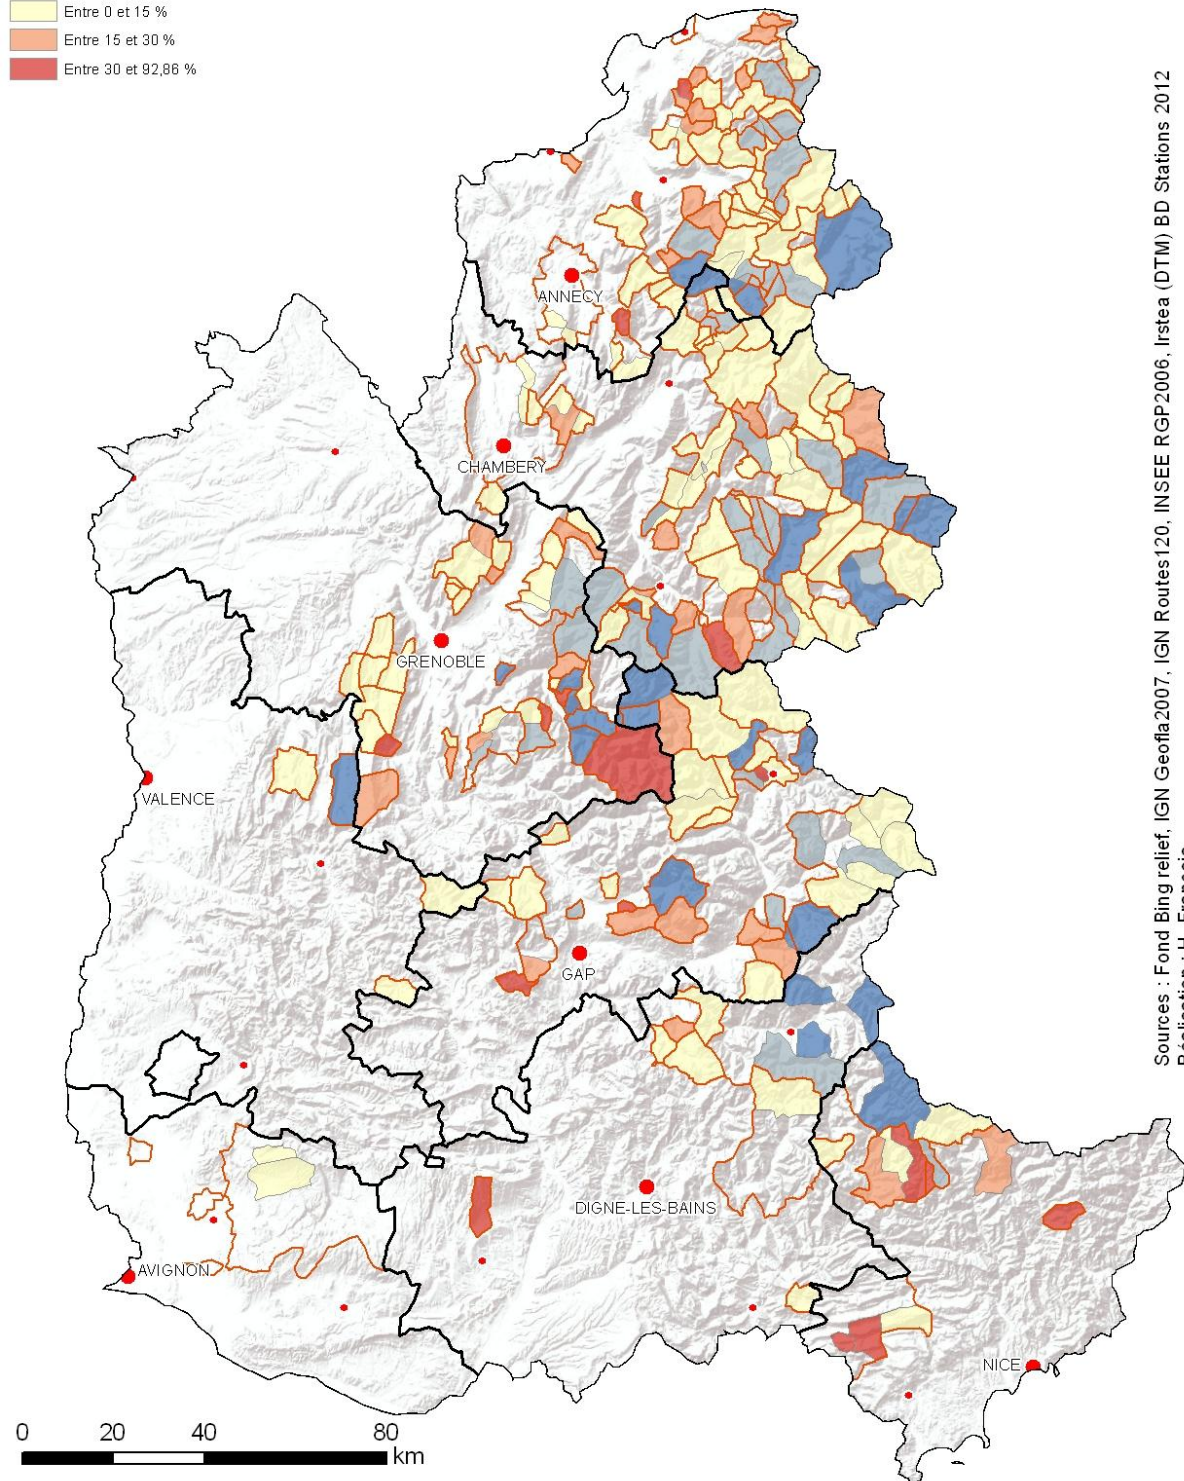 Entre 0 et 15 %
Entre 15 et 30 %
Entre 30 et 92,86 %
ANNECY
CHAMBERY
GRENOBLE
VALENCE
GAP
DIGNE-LES-BAINS
AVIGNON
NICE
0 20 40 80
km
Sources : Fond Bing relief, IGN Geofla2007, IGN Routes120, INSEE RGP2006, Irstea (DTM) BD Stations 2012